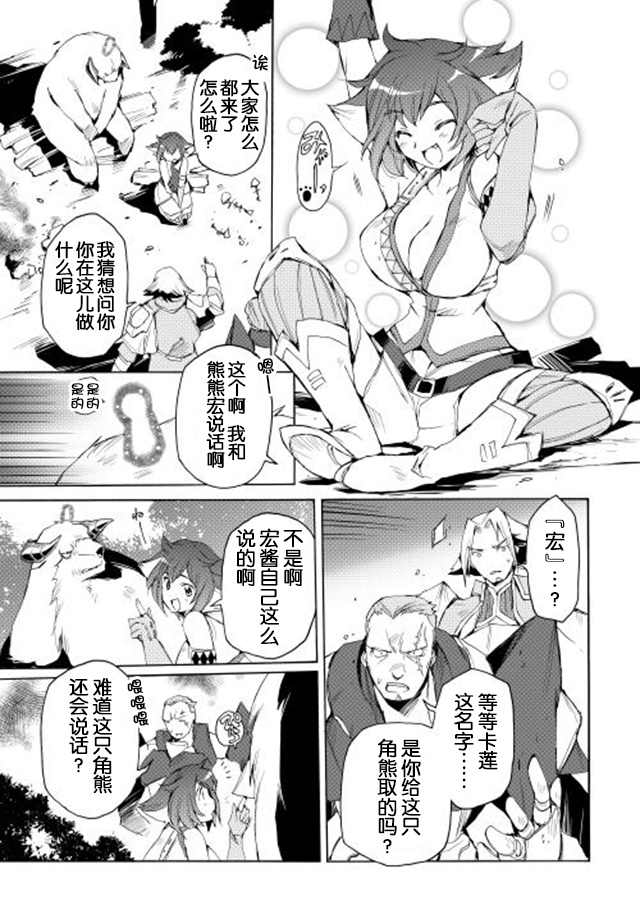 诶
大家怎么
都来了
怎么啦？
我猜想问你
你在这儿做
什么呢
嗯—
这个啊 我和
熊熊宏说话啊
是的
是的
『宏』…？
等等卡莲
这名字……
是你给这只
角熊取的吗？
不是啊
宏酱自己这么
说的啊
喂喂喂
难道这只角熊
还会说话？